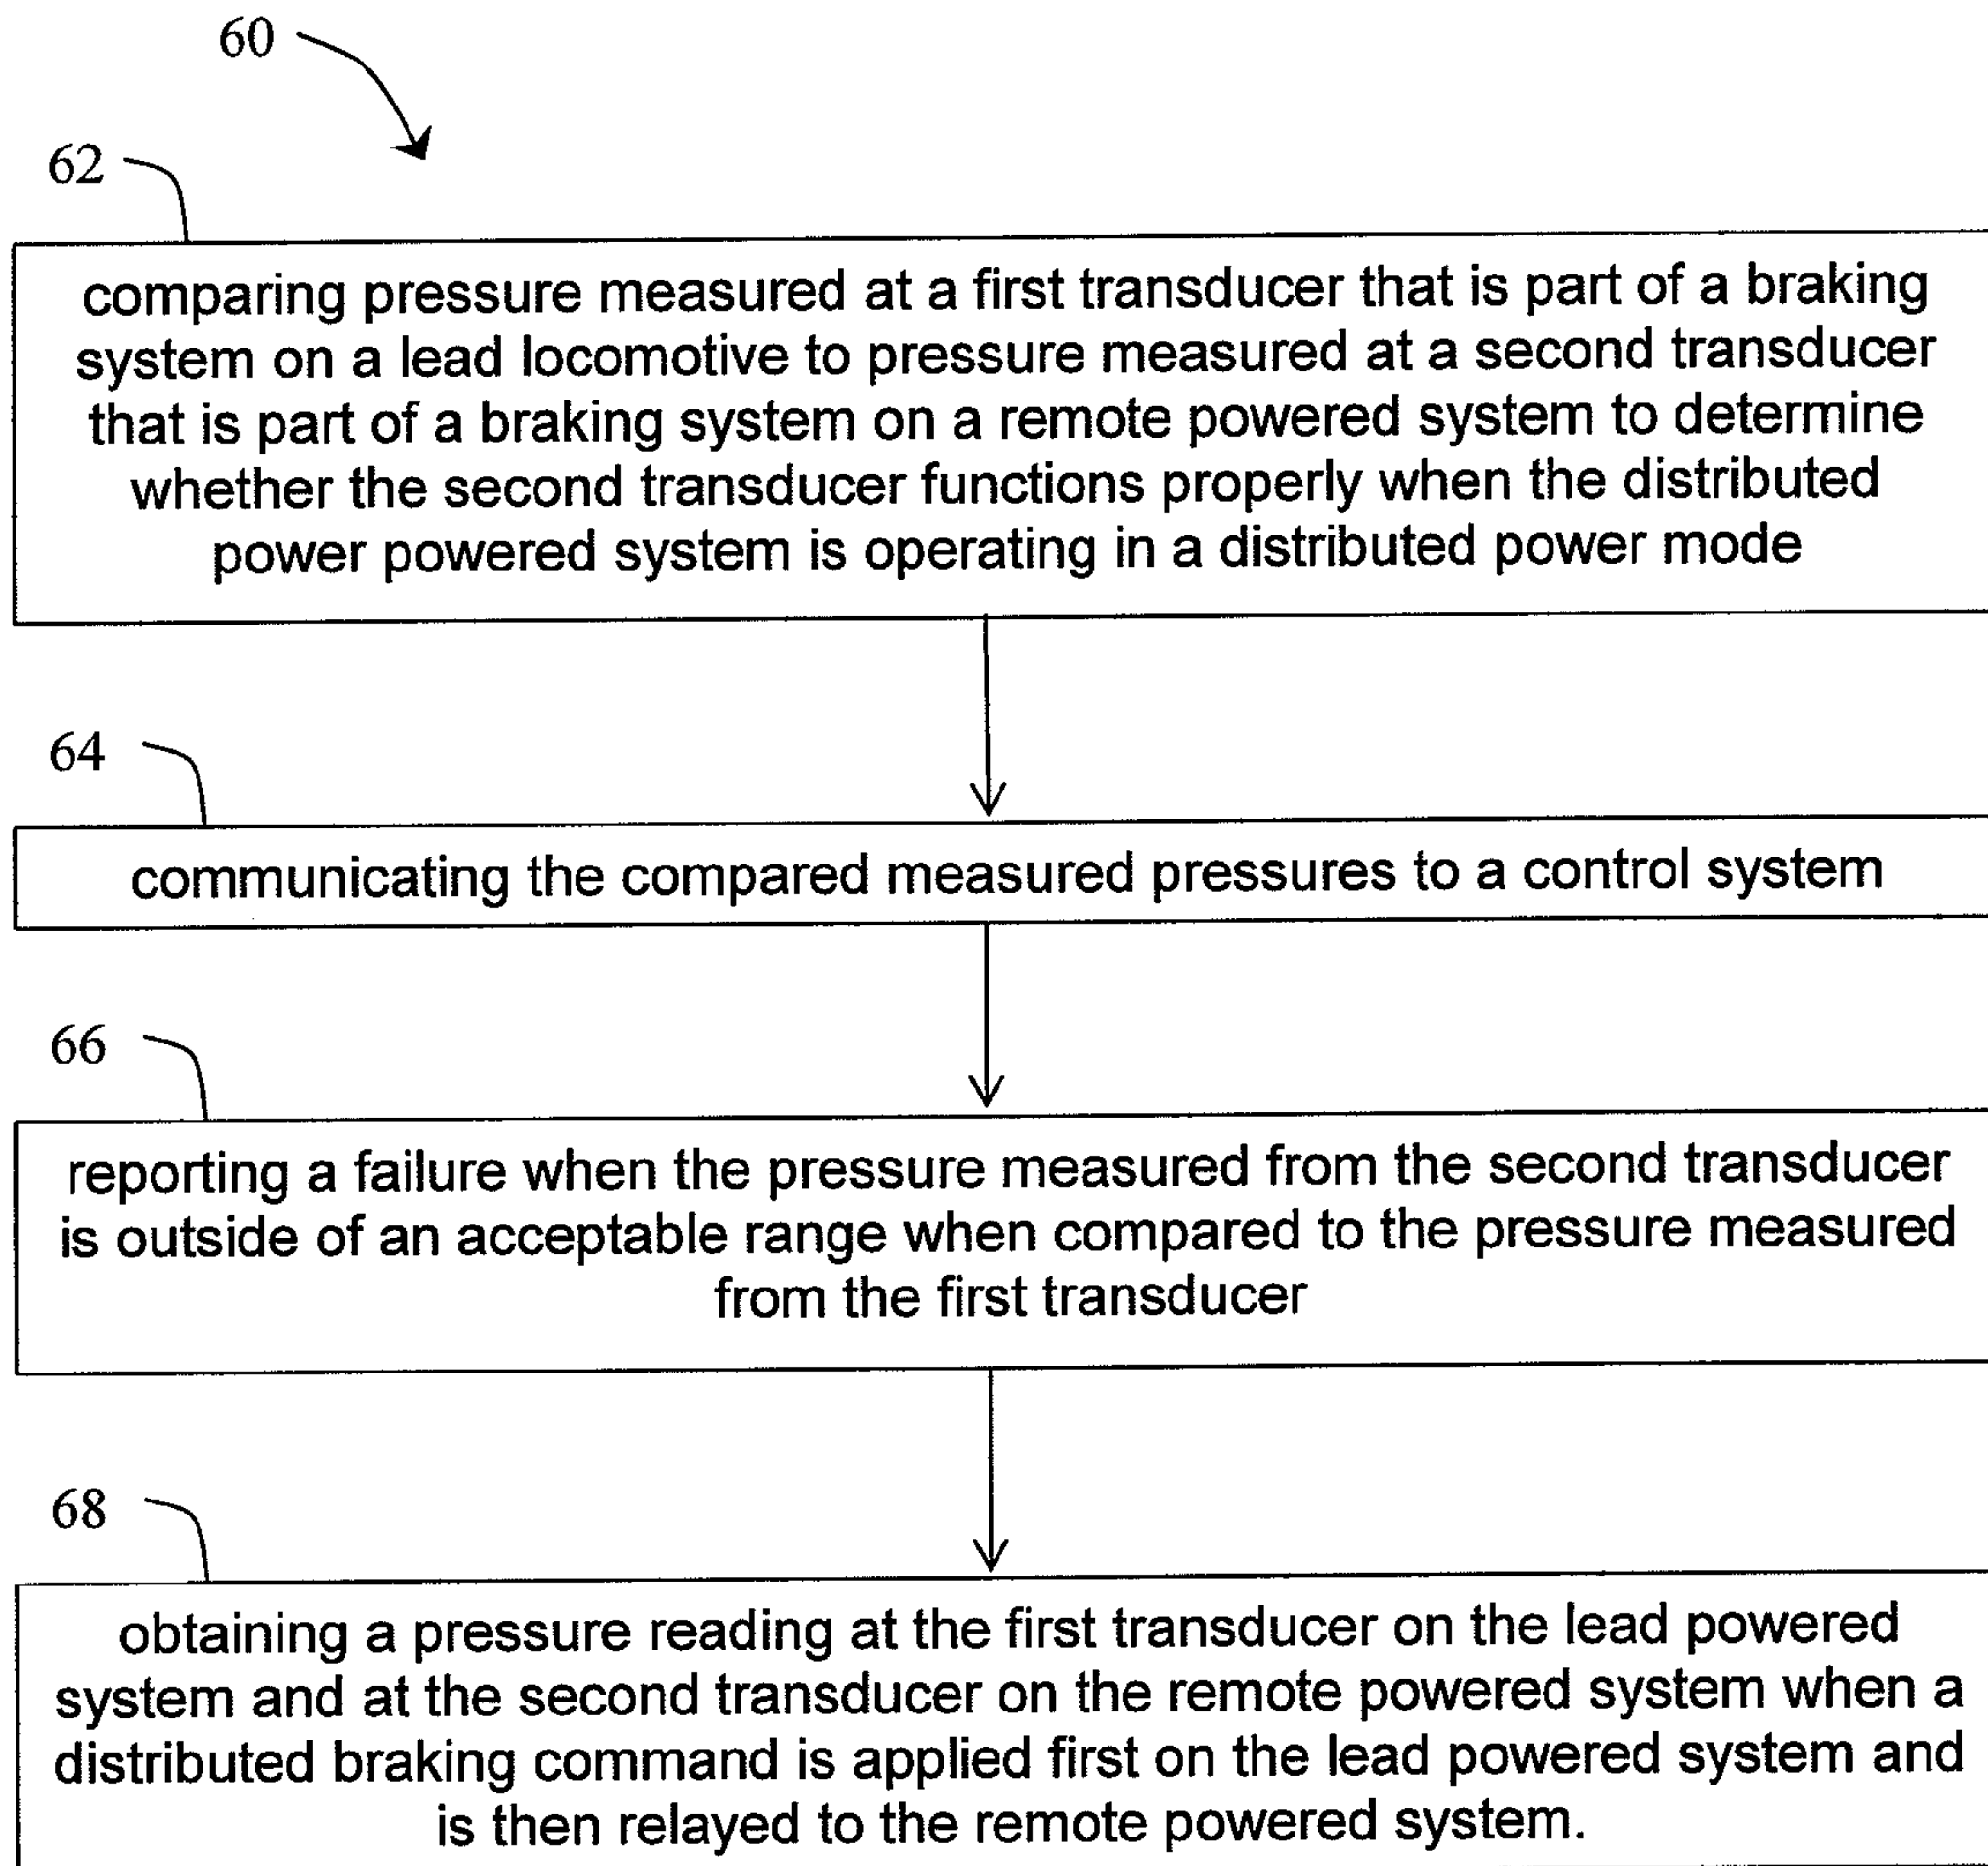 60
62
comparing pressure measured at a first transducer that is part of a braking
system on a lead locomotive to pressure measured at a second transducer
that is part of a braking system on a remote powered system to determine
whether the second transducer functions properly when the distributed
power powered system is operating in a distributed power mode
64
communicating the compared measured pressures to a control system
66
reporting a failure when the pressure measured from the second transducer
is outside of an acceptable range when compared to the pressure measured
from the first transducer
68
obtaining a pressure reading at the first transducer on the lead powered
system and at the second transducer on the remote powered system when a
distributed braking command is applied first on the lead powered system and
is then relayed to the remote powered system.